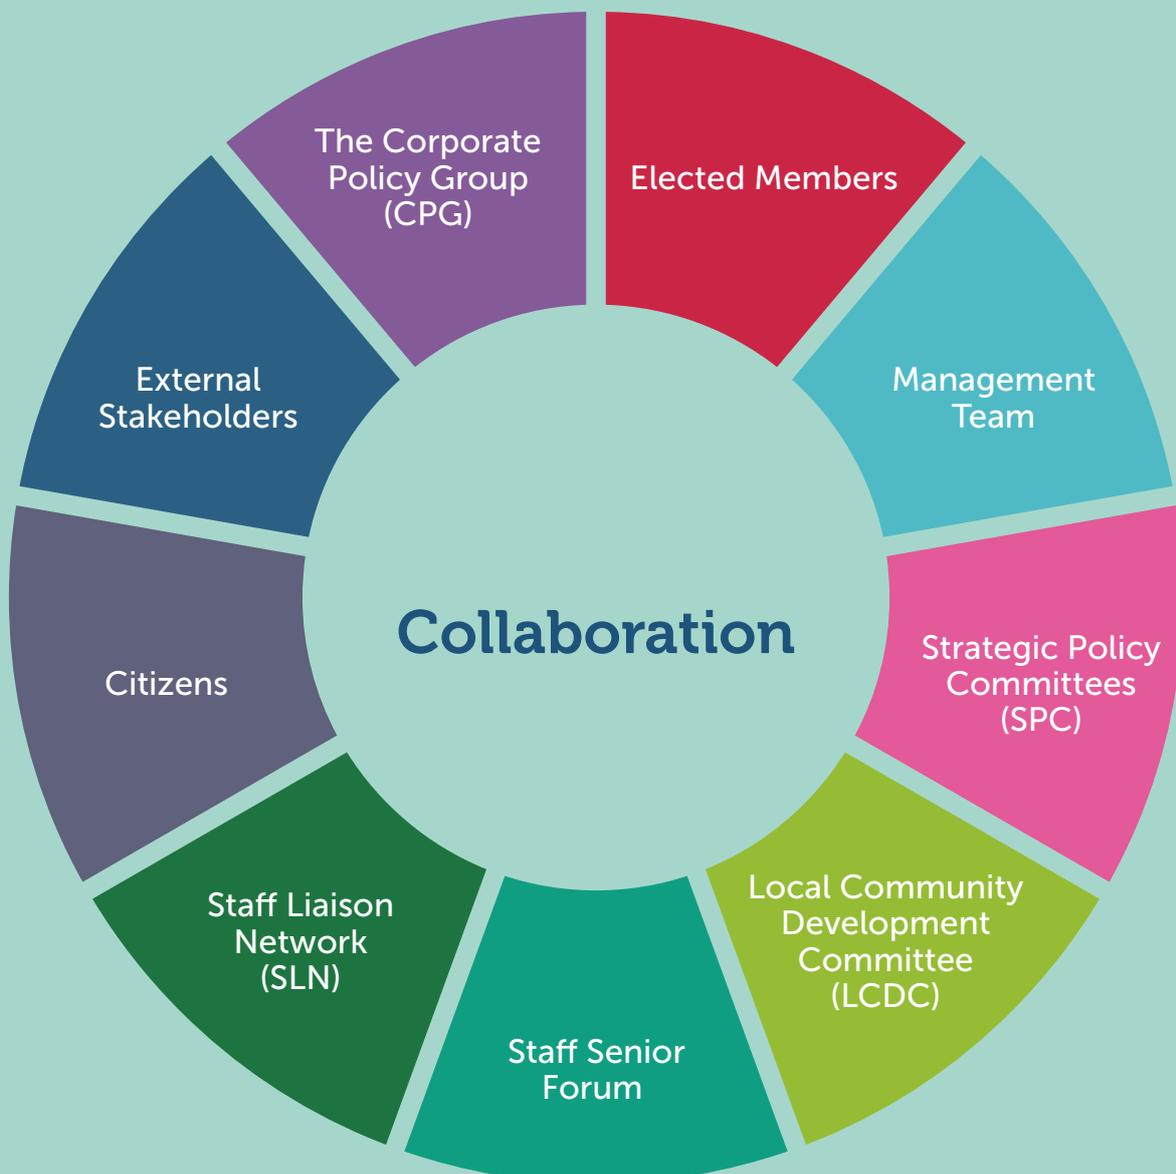 The Corporate
Policy Group
(CPG)
Elected Members
Management
Team
Strategic Policy
Committees
(SPC)
Local Community
Development
Committee
(LCDC)
Staff Senior
Forum
Staff Liaison
Network
(SLN)
Citizens
External
Stakeholders
Collaboration